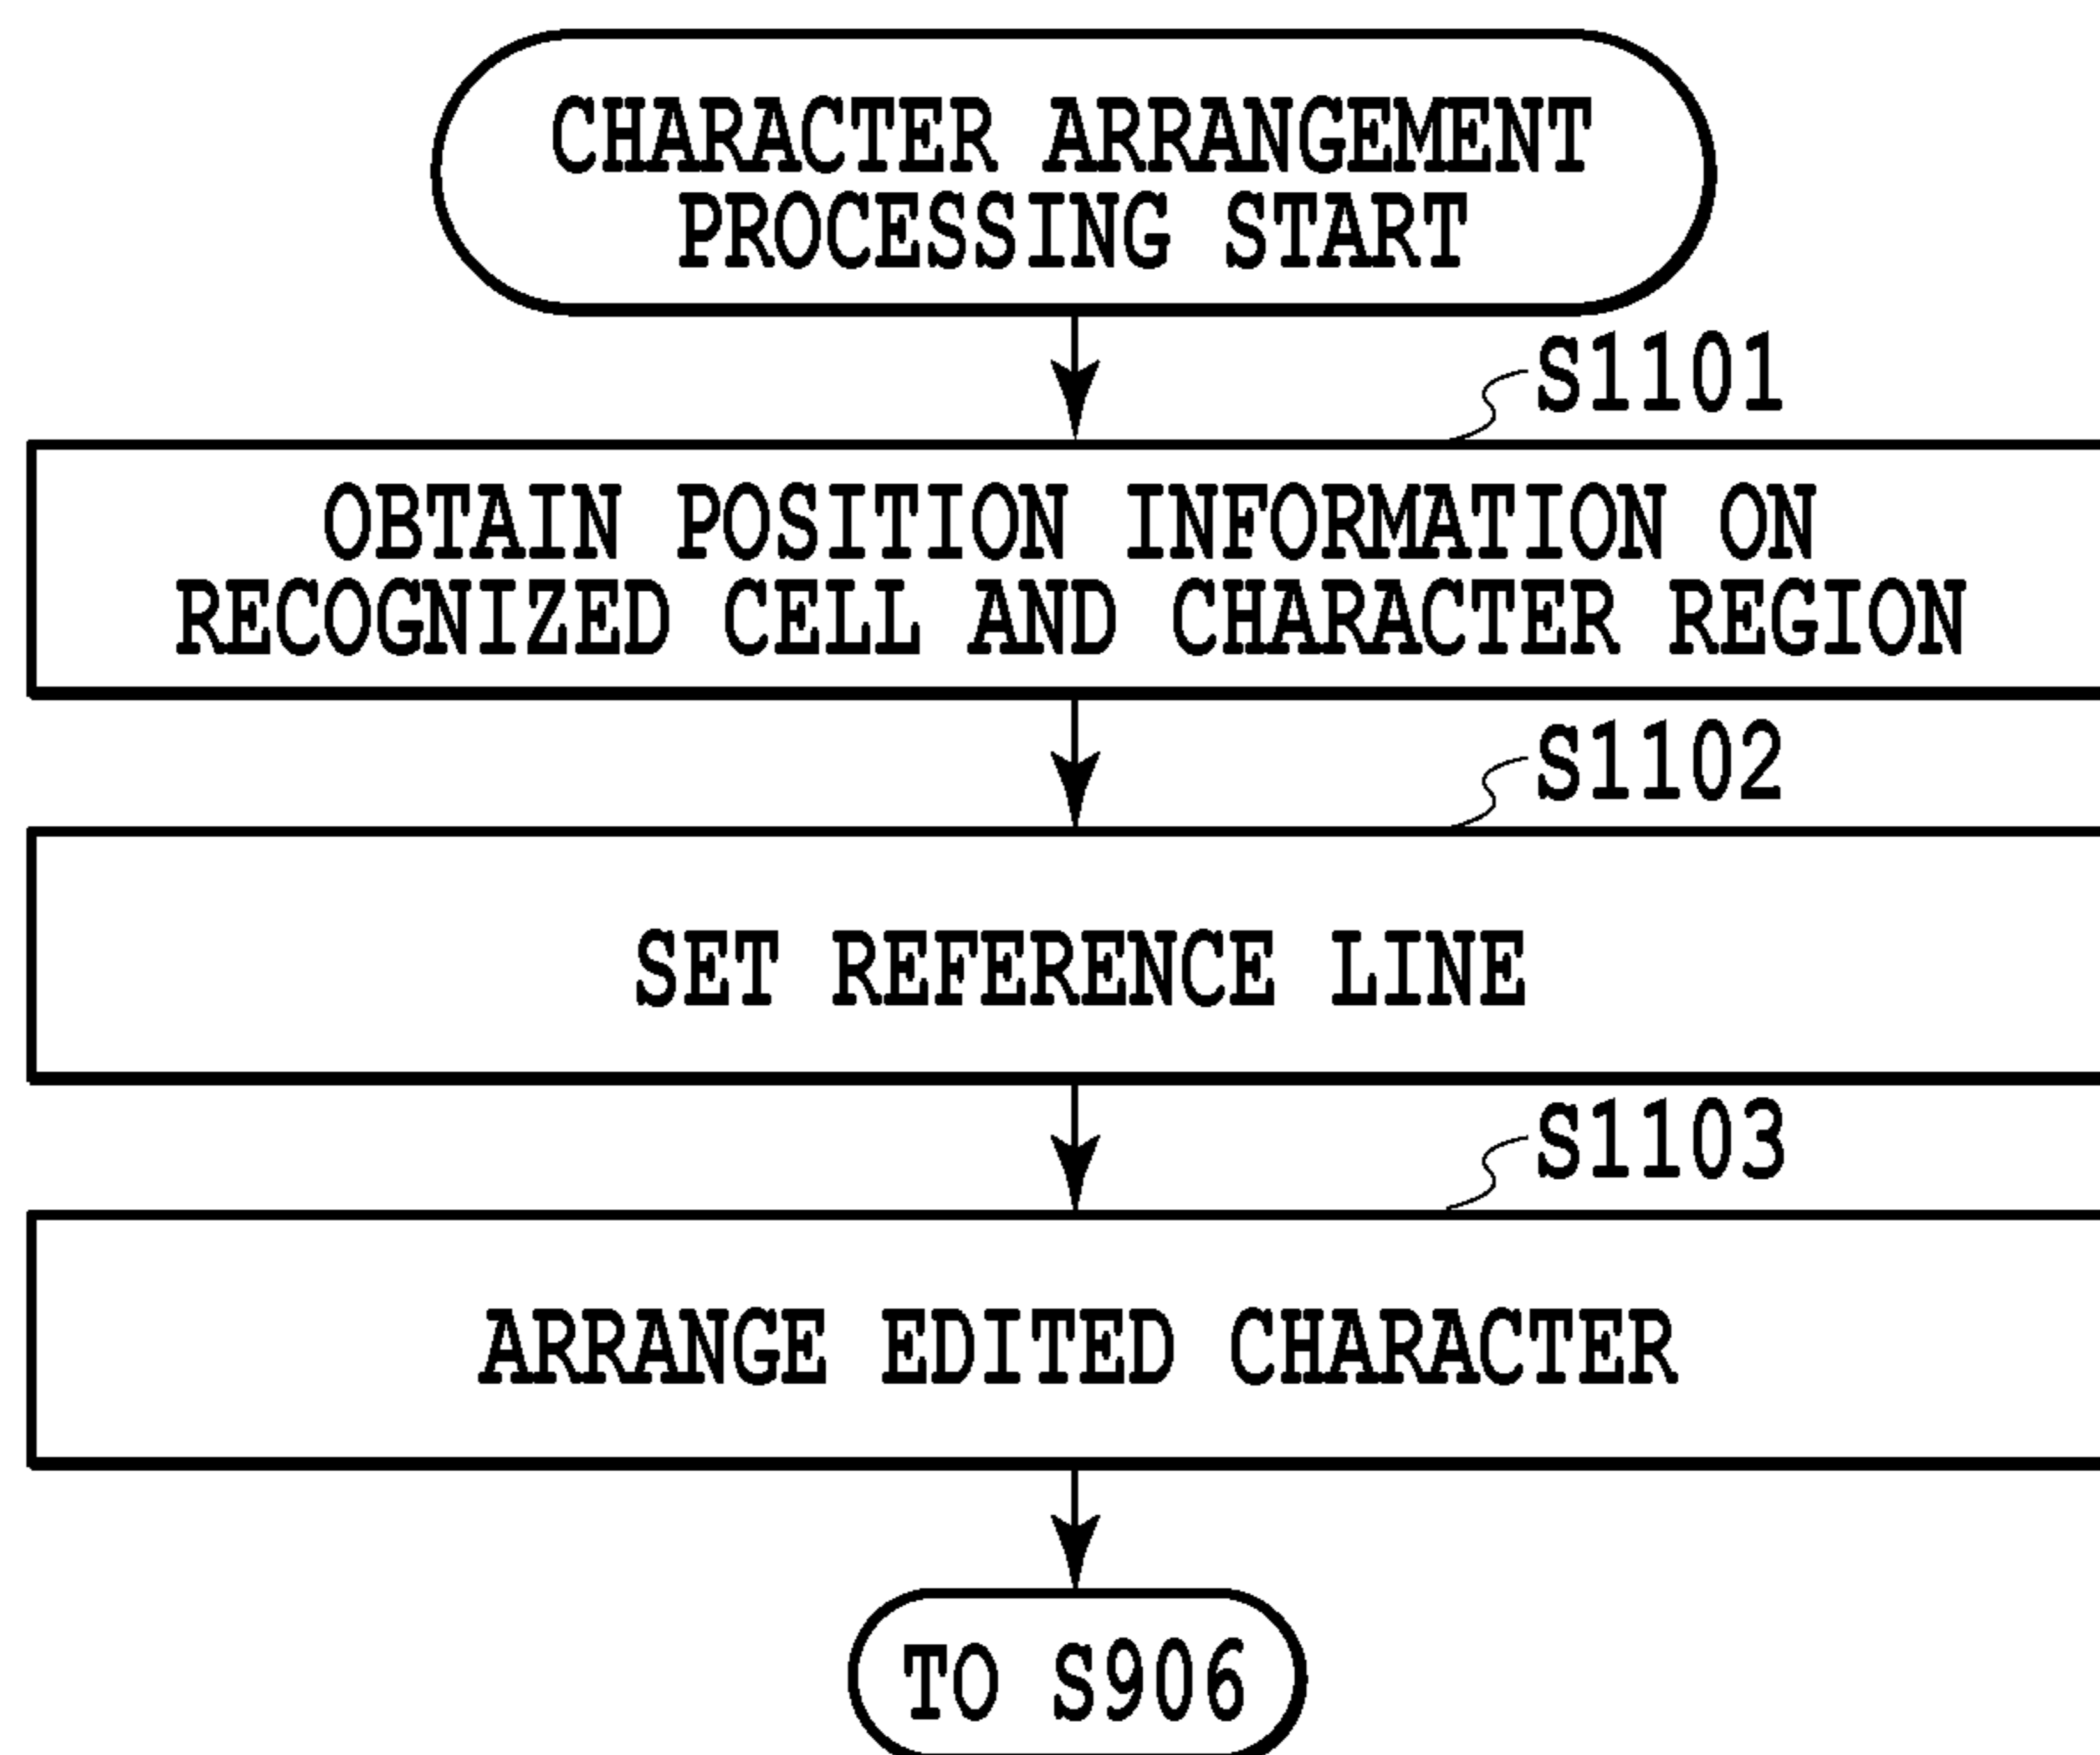 CHARACTER ARRANGEMENT
PROCESSING START
S1101
OBTAIN POSITION INFORMATION ON
RECOGNIZED CELL AND CHARACTER REGION
S1102
SET REFERENCE LINE
S1103
ARRANGE EDITED CHARACTER
TO S906